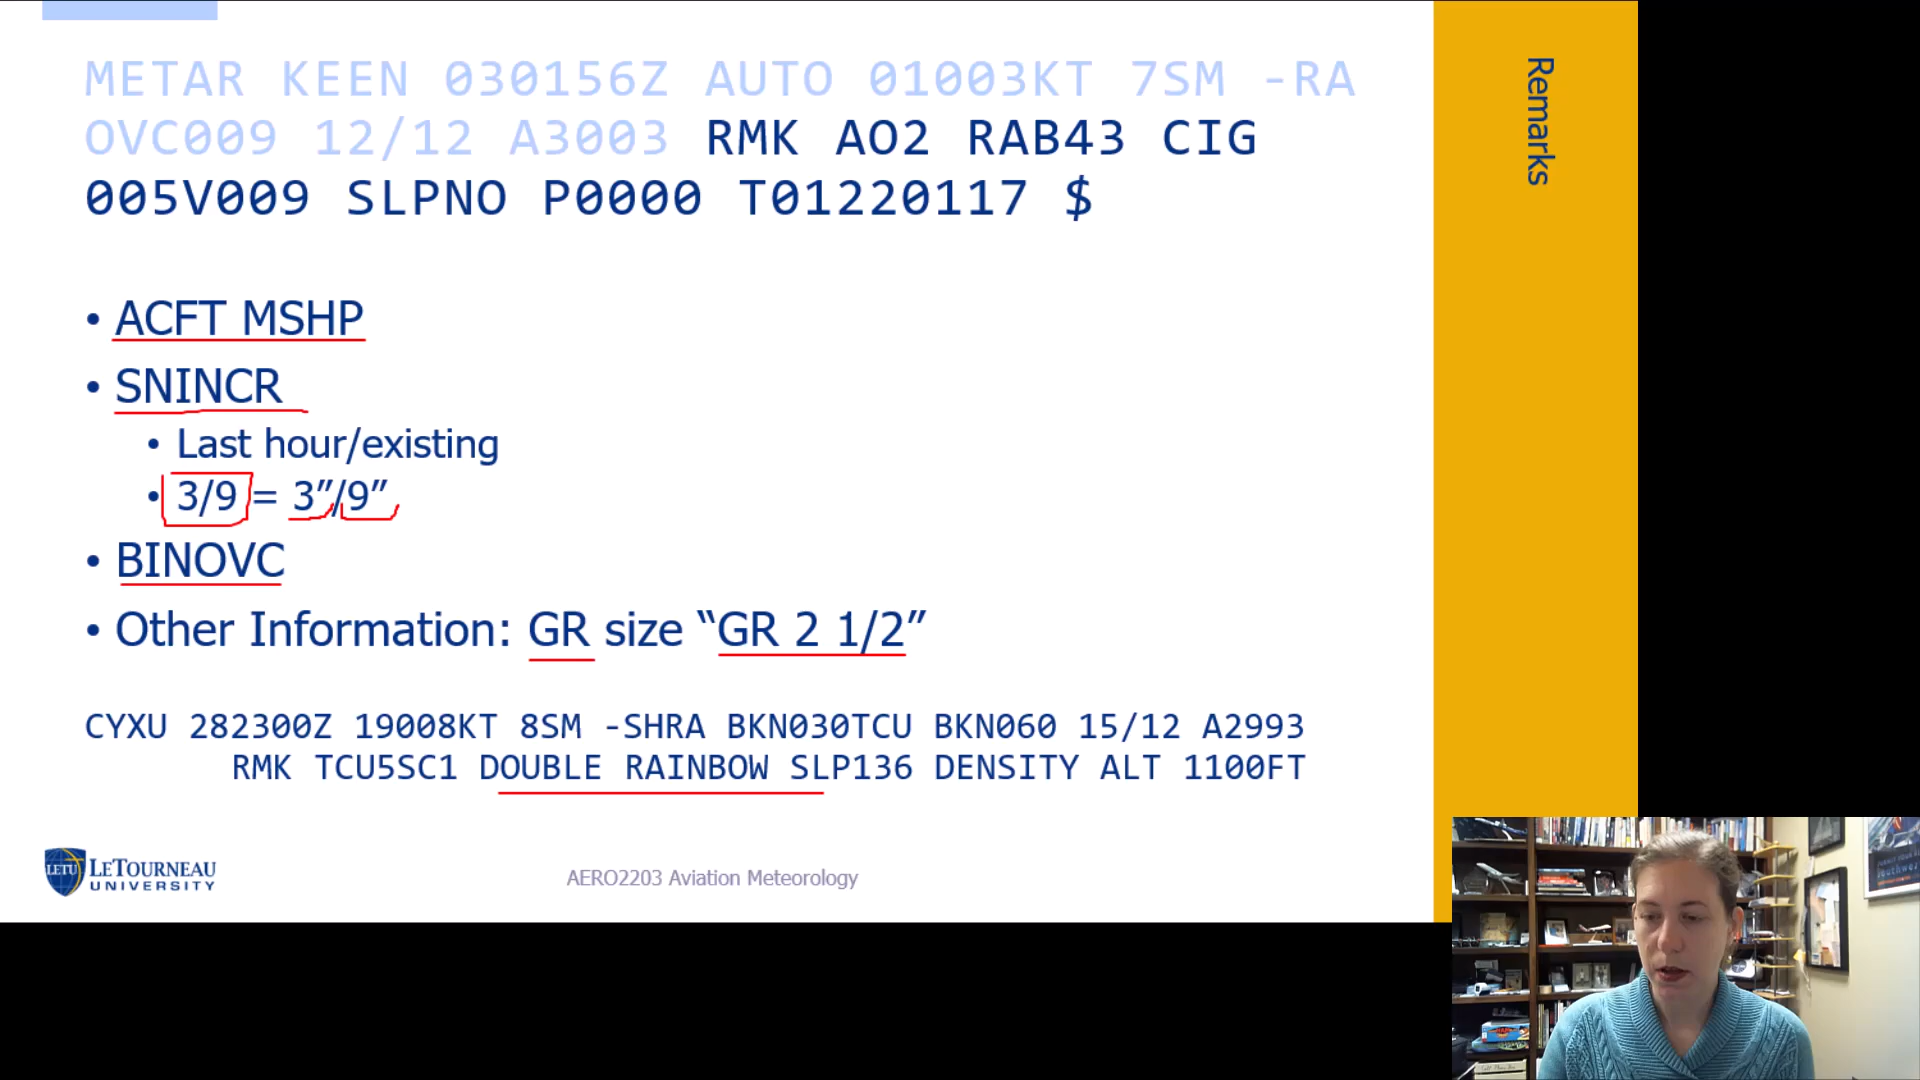 METAR KEEN 030156Z AUTO 01003KT 7SM -RA
OVC009 12/12 A3003 RMK AO2 RAB43 CIG
005V009 SLPNO P0000 T01220117 $
Remarks
• ACFT MSHP
• SNINCR
• Last hour/existing
• 3/9 = 3”/9”
• BINOVC
• Other Information: GR size “GR 2 1/2”
CYXU 282300Z 19008KT 8SM -SHRA BKN030TCU BKN060 15/12 A2993
RMK TCU5SC1 DOUBLE RAINBOW SLP136 DENSITY ALT 1100FT
LETU
LETOURNEAU
UNIVERSITY
AERO2203 Aviation Meteorology